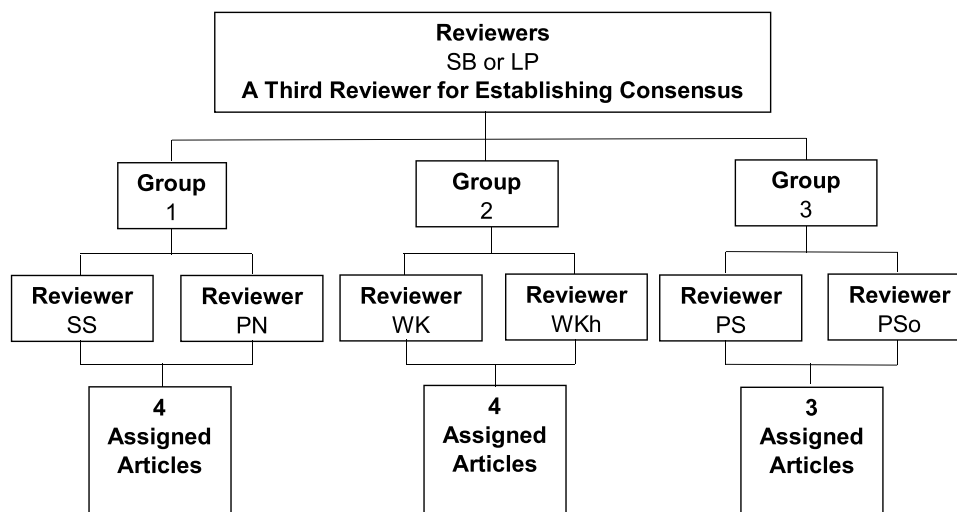 Reviewers
SB or LP
A Third Reviewer for Establishing Consensus
Group
1
Group
2
Group
3
Reviewer
SS
Reviewer
PN
Reviewer
WK
Reviewer
WKh
Reviewer
PS
Reviewer
PSo
4
Assigned
Articles
4
Assigned
Articles
3
Assigned
Articles